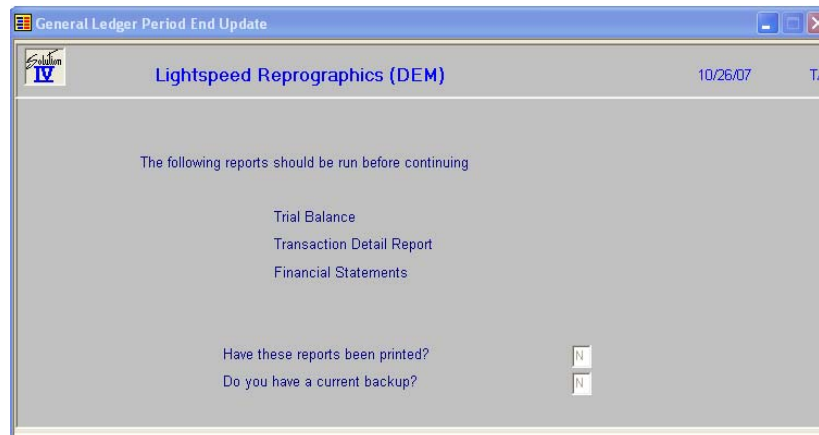 General Ledger Period End Update
Solution
IV
Lightspeed Reprographics (DEM) 10/26/07
The following reports should be run before continuing
Trial Balance
Transaction Detail Report
Financial Statements
Have these reports been printed? N
Do you have a current backup? N